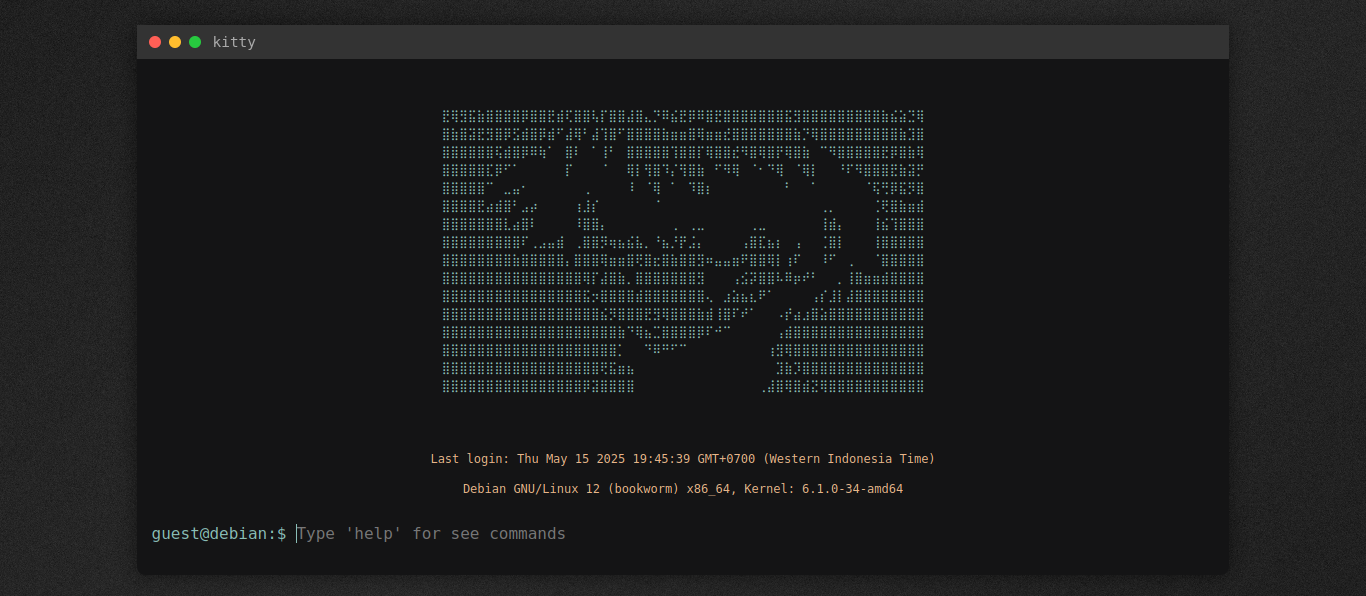 kitty
Last login: Thu May 15 2025 19:45:39 GMT+0700 (Western Indonesia Time)
Debian GNU/Linux 12 (bookworm) x86_64, Kernel: 6.1.0-34-amd64
guest@debian:$ Type 'help' for see commands